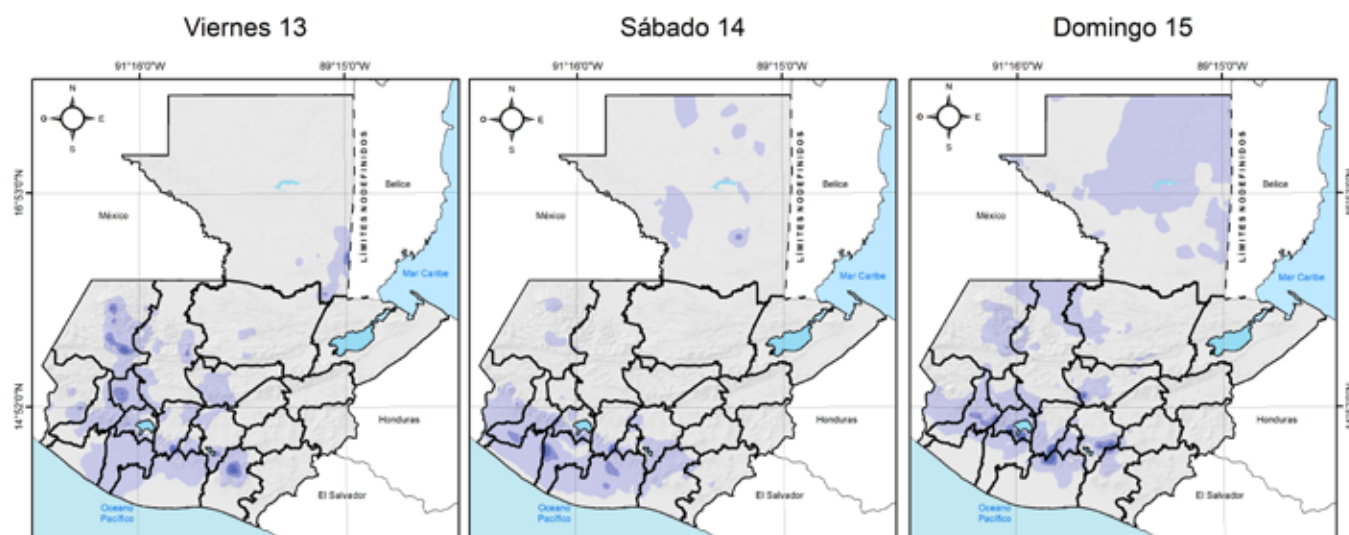 Viernes 13
Sábado 14
Domingo 15
91°16'0"W
89°15'0"W
91°16'0"W
89°15'0"W
91°16'0"W
89°15'0"W
N
O
E
S
N
O
E
S
N
O
E
S
16°53'0"N
14°52'0"N
México
Belice
LÍMITES NO DEFINIDOS
Mar Caribe
Honduras
El Salvador
Oceano
Pacífico
México
Belice
LÍMITES NO DEFINIDOS
Mar Caribe
Honduras
El Salvador
Oceano
Pacífico
México
Belice
LÍMITES NO DEFINIDOS
Mar Caribe
Honduras
El Salvador
Oceano
Pacífico